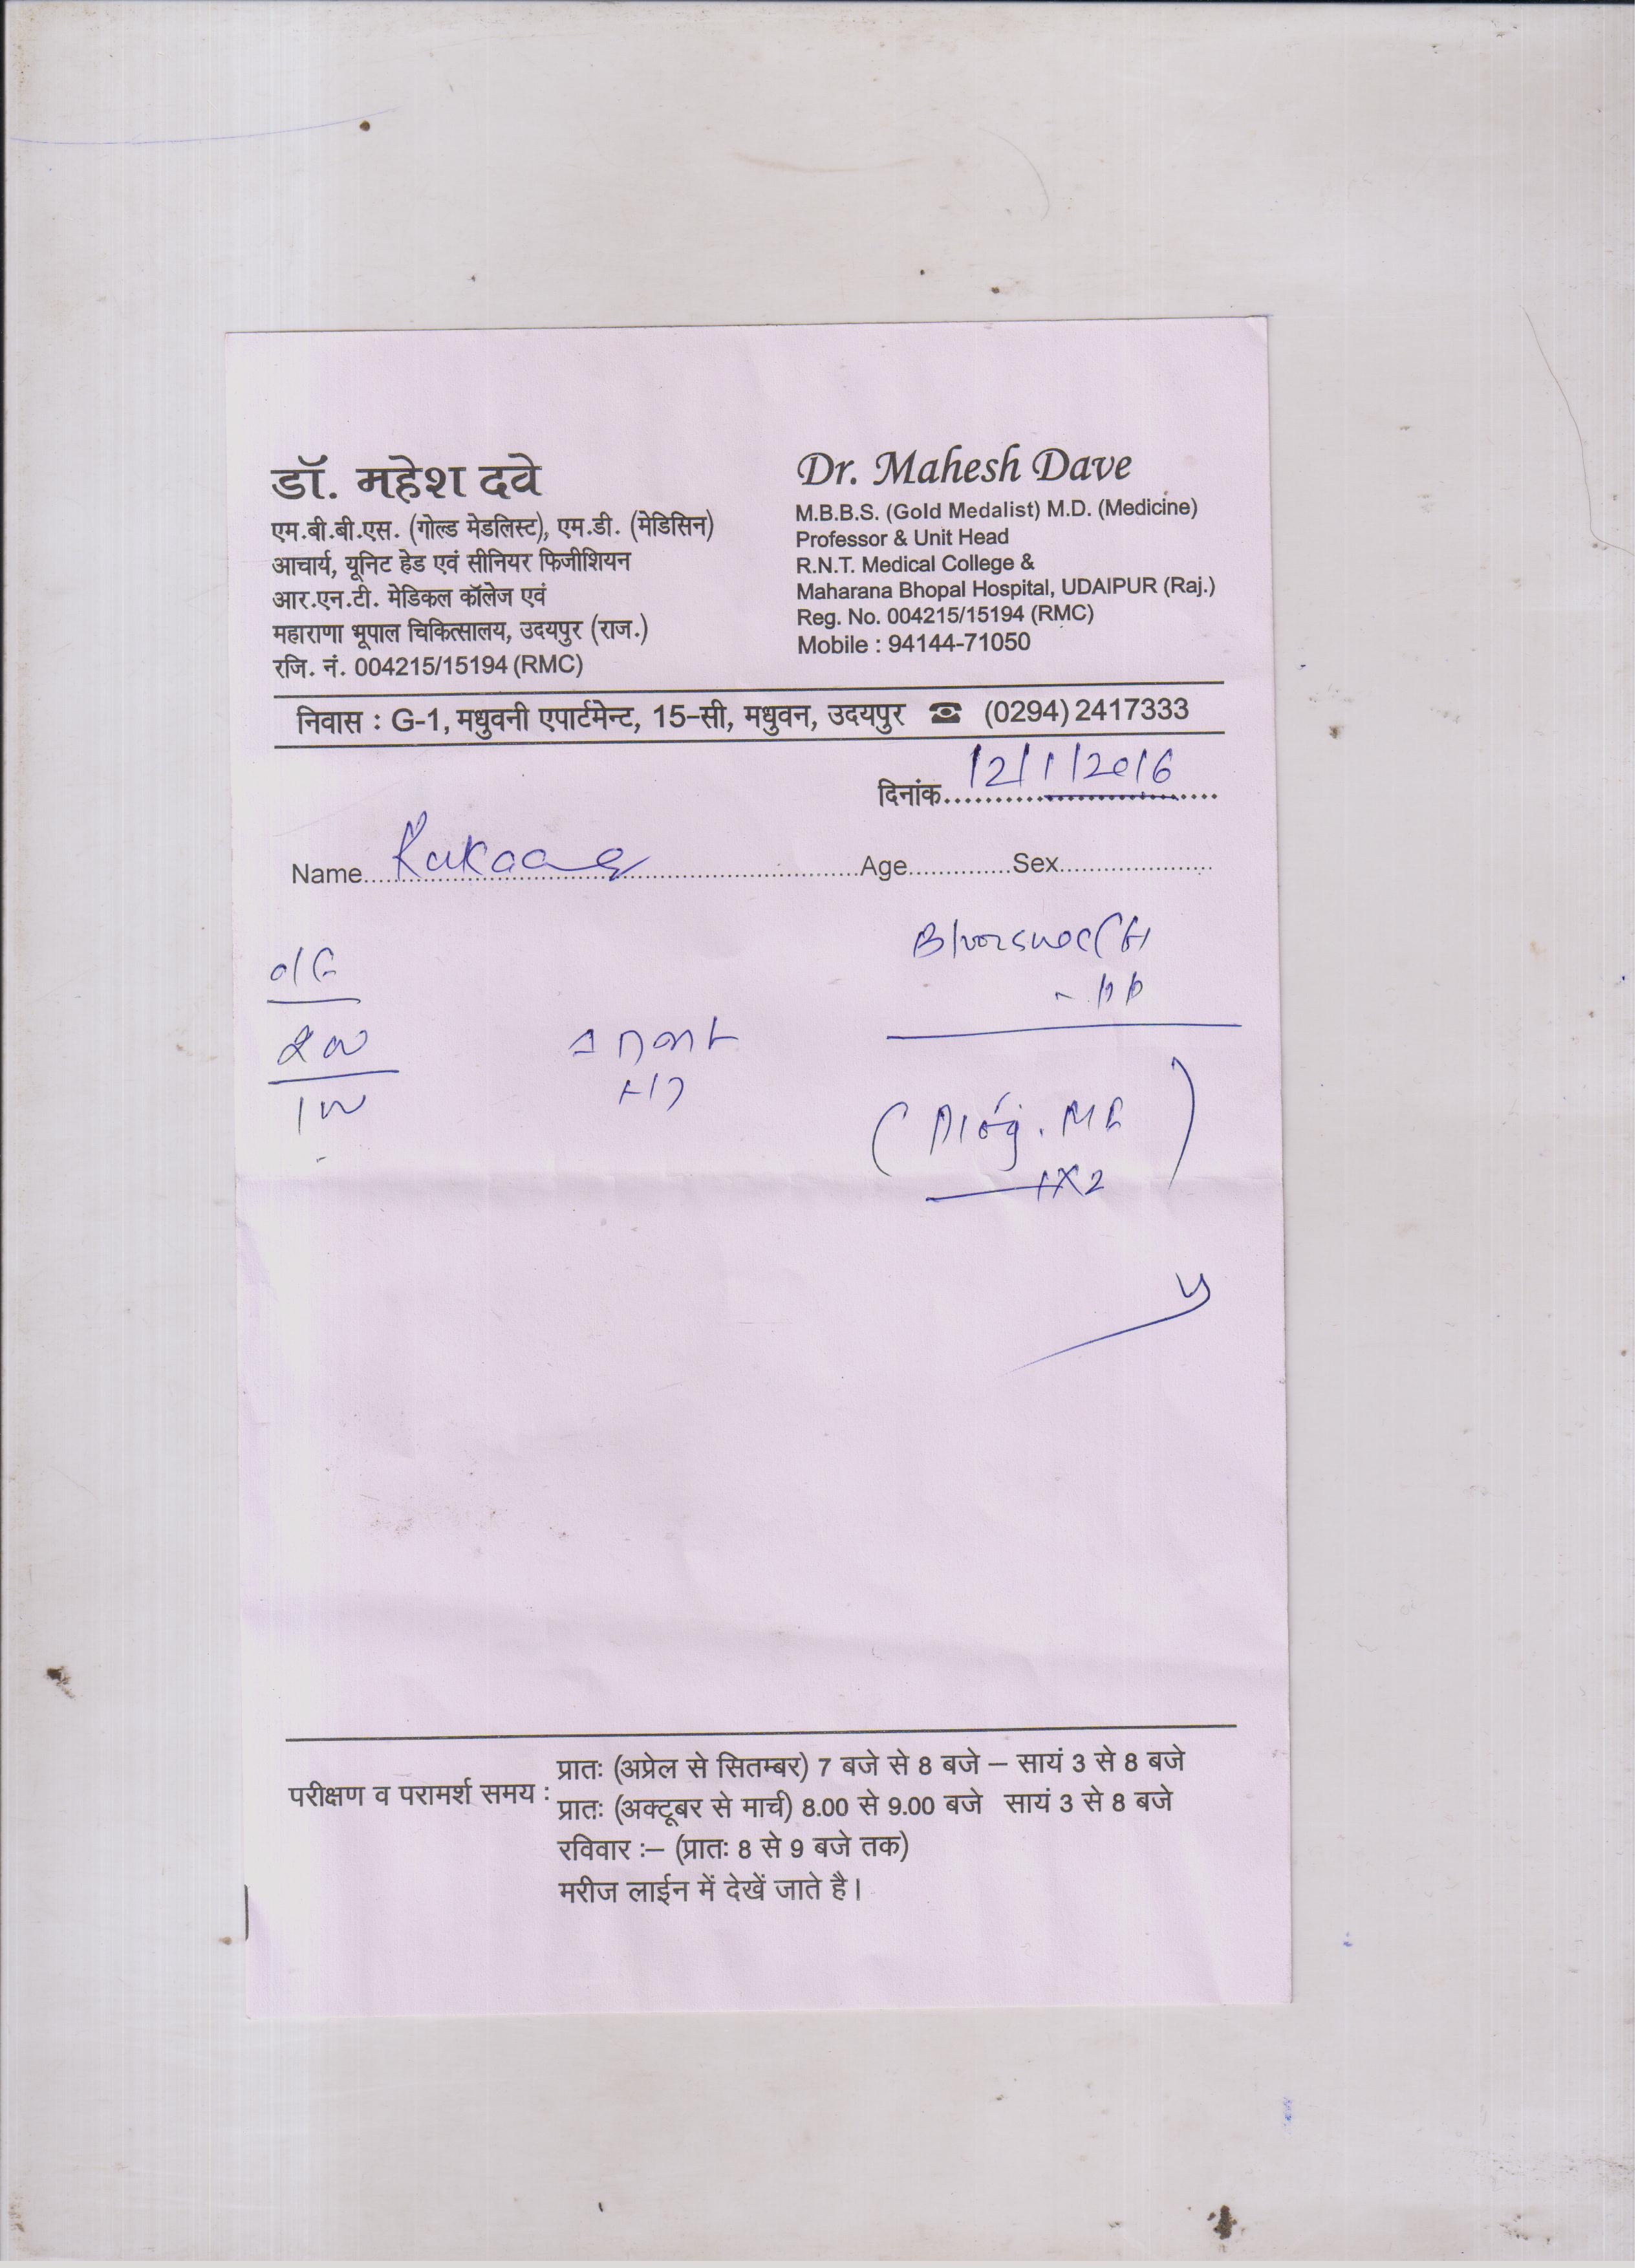 डॉ. महेश दवे
एम.बी.बी.एस. (गोल्ड मेडलिस्ट), एम.डी. (मेडिसिन)
आचार्य, यूनिट हेड एवं सीनियर फिजीशियन
आर.एन.टी. मेडिकल कॉलेज एवं
महाराणा भूपाल चिकित्सालय, उदयपुर (राज.)
रजि. नं. 004215/15194 (RMC)
Dr. Mahesh Dave
M.B.B.S. (Gold Medalist) M.D. (Medicine)
Professor & Unit Head
R.N.T. Medical College &
Maharana Bhopal Hospital, UDAIPUR (Raj.)
Reg. No. 004215/15194 (RMC)
Mobile : 94144-71050
निवास : G-1, मधुवनी एपार्टमेन्ट, 15-सी, मधुवन, उदयपुर ☎ (0294) 2417333
दिनांक 12/1/2016
Name Age Sex
1X2
परीक्षण व परामर्श समय :
प्रातः (अप्रेल से सितम्बर) 7 बजे से 8 बजे – सायं 3 से 8 बजे
प्रातः (अक्टूबर से मार्च) 8.00 से 9.00 बजे सायं 3 से 8 बजे
रविवार :– (प्रातः 8 से 9 बजे तक)
मरीज लाईन में देखें जाते है।